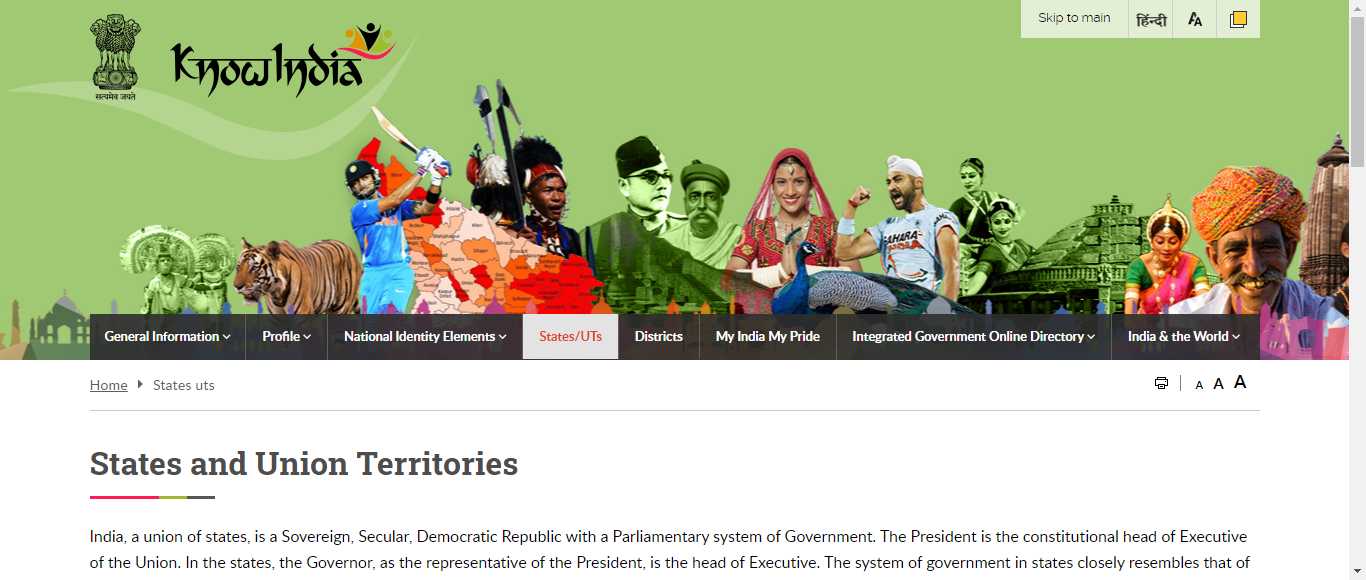 सत्यमेव जयते
KnowIndia
Skip to main
हिंन्दी
A A
SAHARA
INDIA
General Information
Profile
National Identity Elements
States/UTs
Districts
My India My Pride
Integrated Government Online Directory
India & the World
Home States uts
A A A
States and Union Territories
India, a union of states, is a Sovereign, Secular, Democratic Republic with a Parliamentary system of Government. The President is the constitutional head of Executive
of the Union. In the states, the Governor, as the representative of the President, is the head of Executive. The system of government in states closely resembles that of